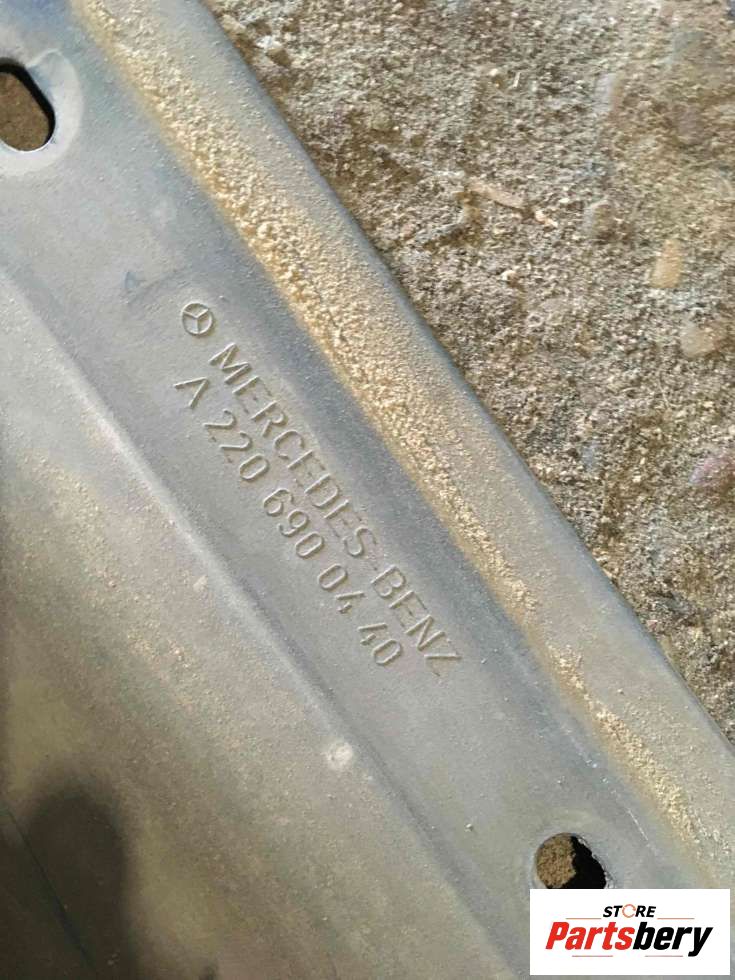 MERCEDES-BENZ
A 220 690 04 40
STORE
Partsbery